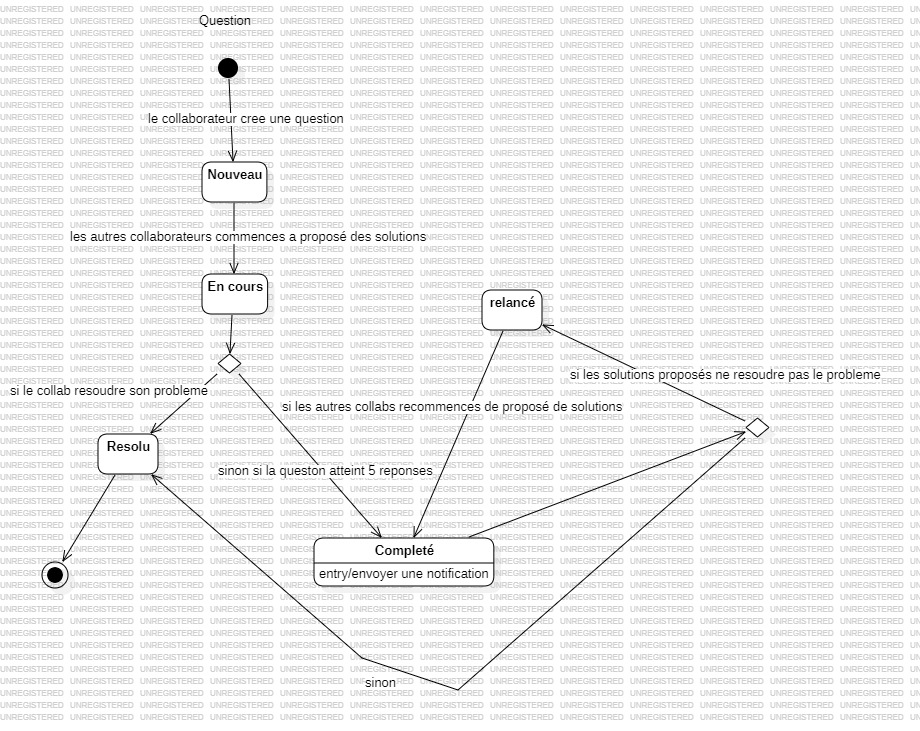 Question
le collaborateur cree une question
Nouveau
les autres collaborateurs commences a proposé des solutions
En cours
relancé
si les solutions proposés ne resoudre pas le probleme
si le collab resoudre son probleme
si les autres collabs recommences de proposé de solutions
Resolu
sinon si la queston atteint 5 reponses
Completé
entry/envoyer une notification
sinon
UNREGISTERED